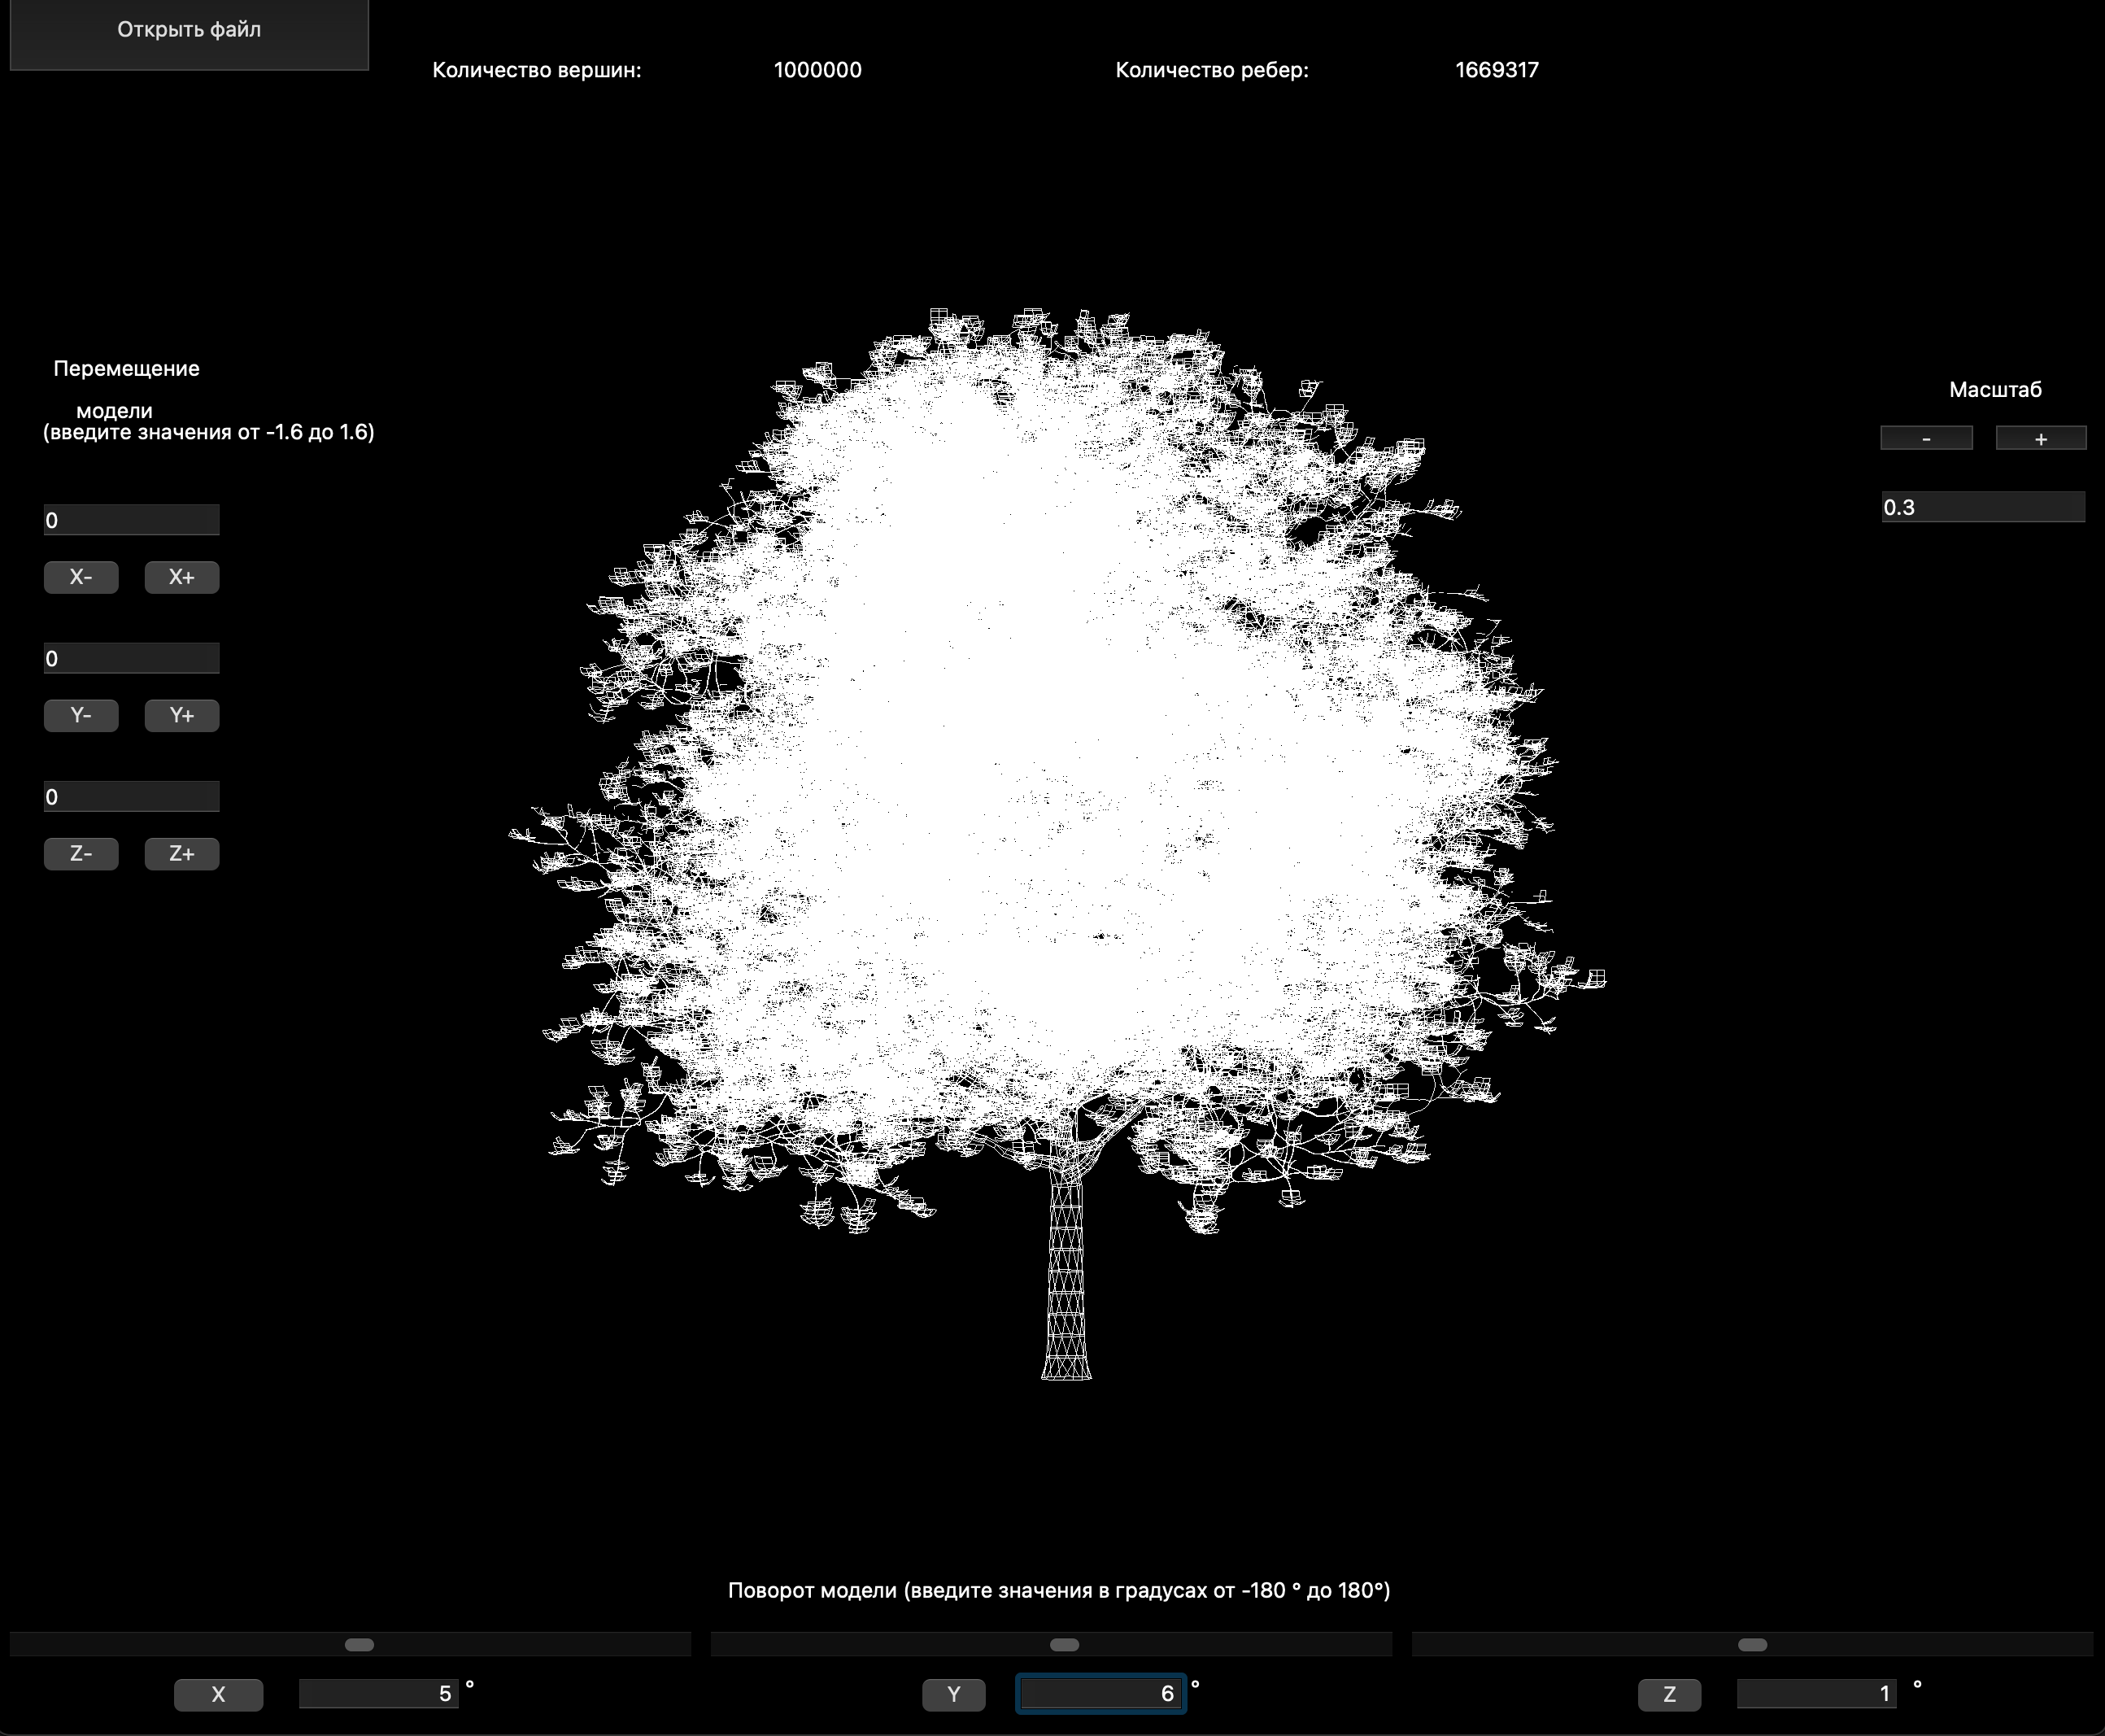 Открыть файл
Количество вершин: 1000000 Количество ребер: 1669317
Перемещение
модели
(введите значения от -1.6 до 1.6)
0
X- X+
0
Y- Y+
0
Z- Z+
Масштаб
- +
0.3
Поворот модели (введите значения в градусах от -180 ° до 180°)
X 5 ° Y 6 ° Z 1 °